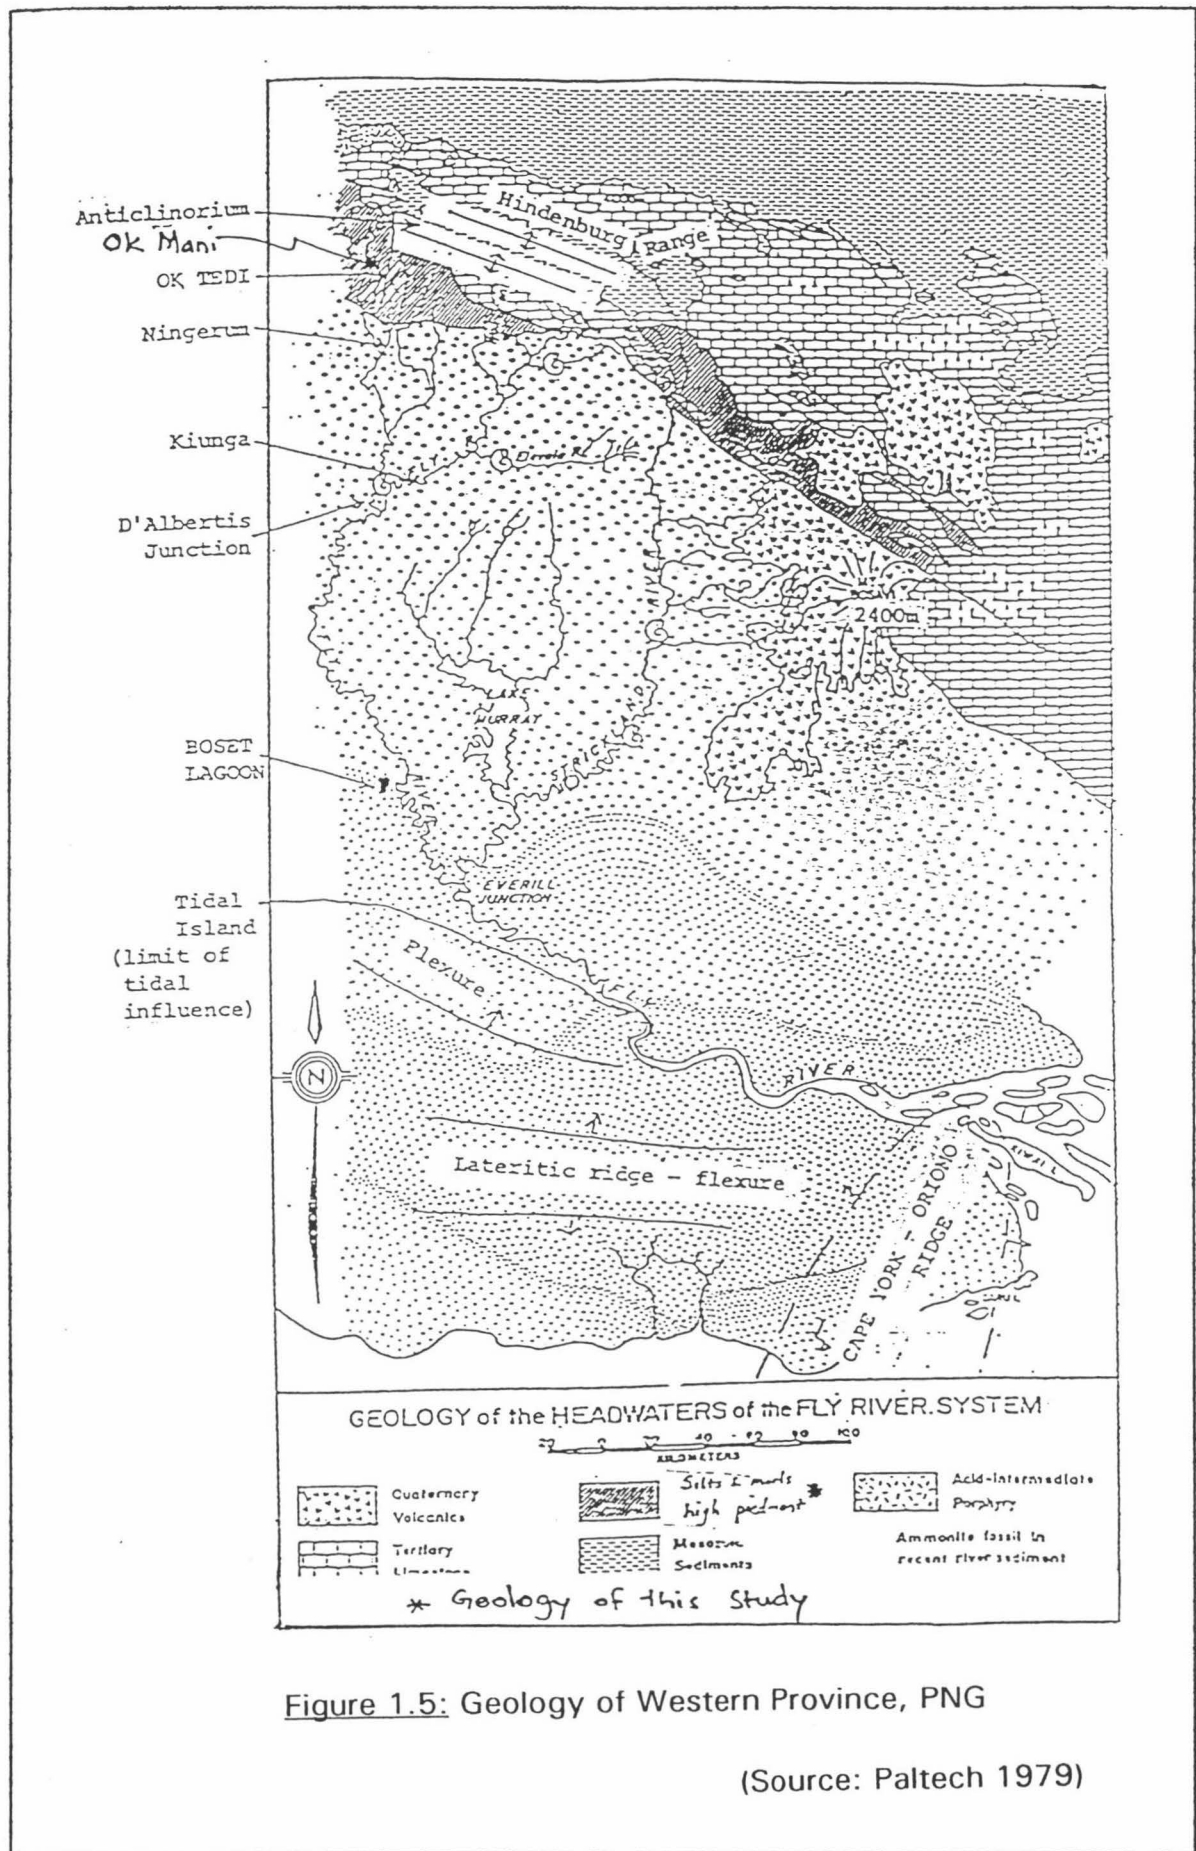 Anticlinorium
Ok Mani
OK TEDI
Ningerum
Kiunga
D'Albertis
Junction
BOSET
LAGOON
Tidal
Island
(limit of
tidal
influence)
Hindenburg Range
FLY
RIVER
STRICKLAND
RIVER
2400m
LAKE
MURRAY
EVERILL
JUNCTION
Flexure
FLY
RIVER
N
Lateritic ridge - flexure
CAPE YORK - ORIONO
RIDGE
GEOLOGY of the HEADWATERS of the FLY RIVER SYSTEM
KILOMETERS
Quaternary
Volcanics
Tertiary
Limestone
Silts & marls
high piedmont *
Sediments
Acid-intermediate
Porphyry
Ammonite fossil in
recent river sediment
* Geology of this Study
Figure 1.5: Geology of Western Province, PNG
(Source: Paltech 1979)